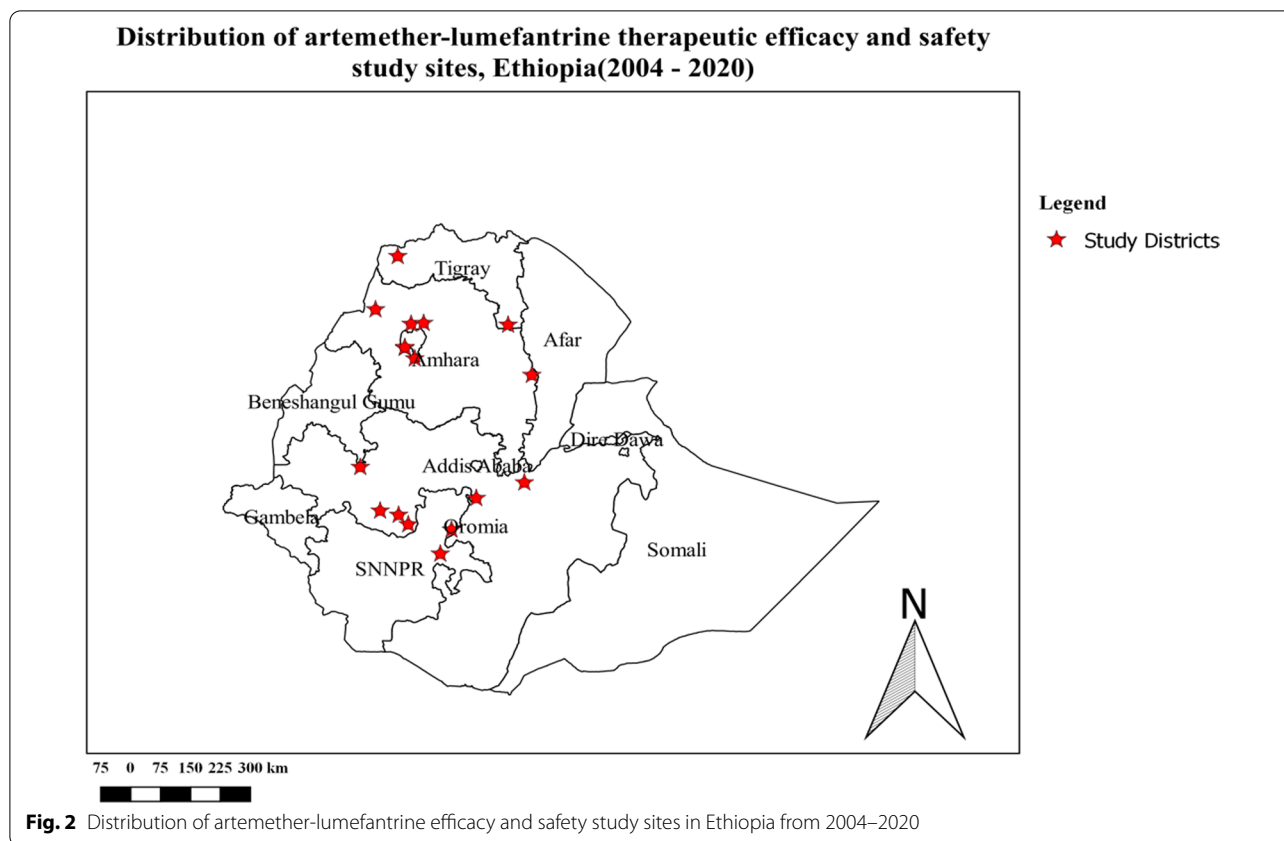 Distribution of artemether-lumefantrine therapeutic efficacy and safety
study sites, Ethiopia(2004 - 2020)
Legend
Study Districts
Tigray
Afar
Amhara
Beneshangul Gumu
Dire Dawa
Addis Ababa
Gambela
Oromia
Somali
SNNPR
N
75 0 75 150 225 300 km
Fig. 2 Distribution of artemether-lumefantrine efficacy and safety study sites in Ethiopia from 2004–2020